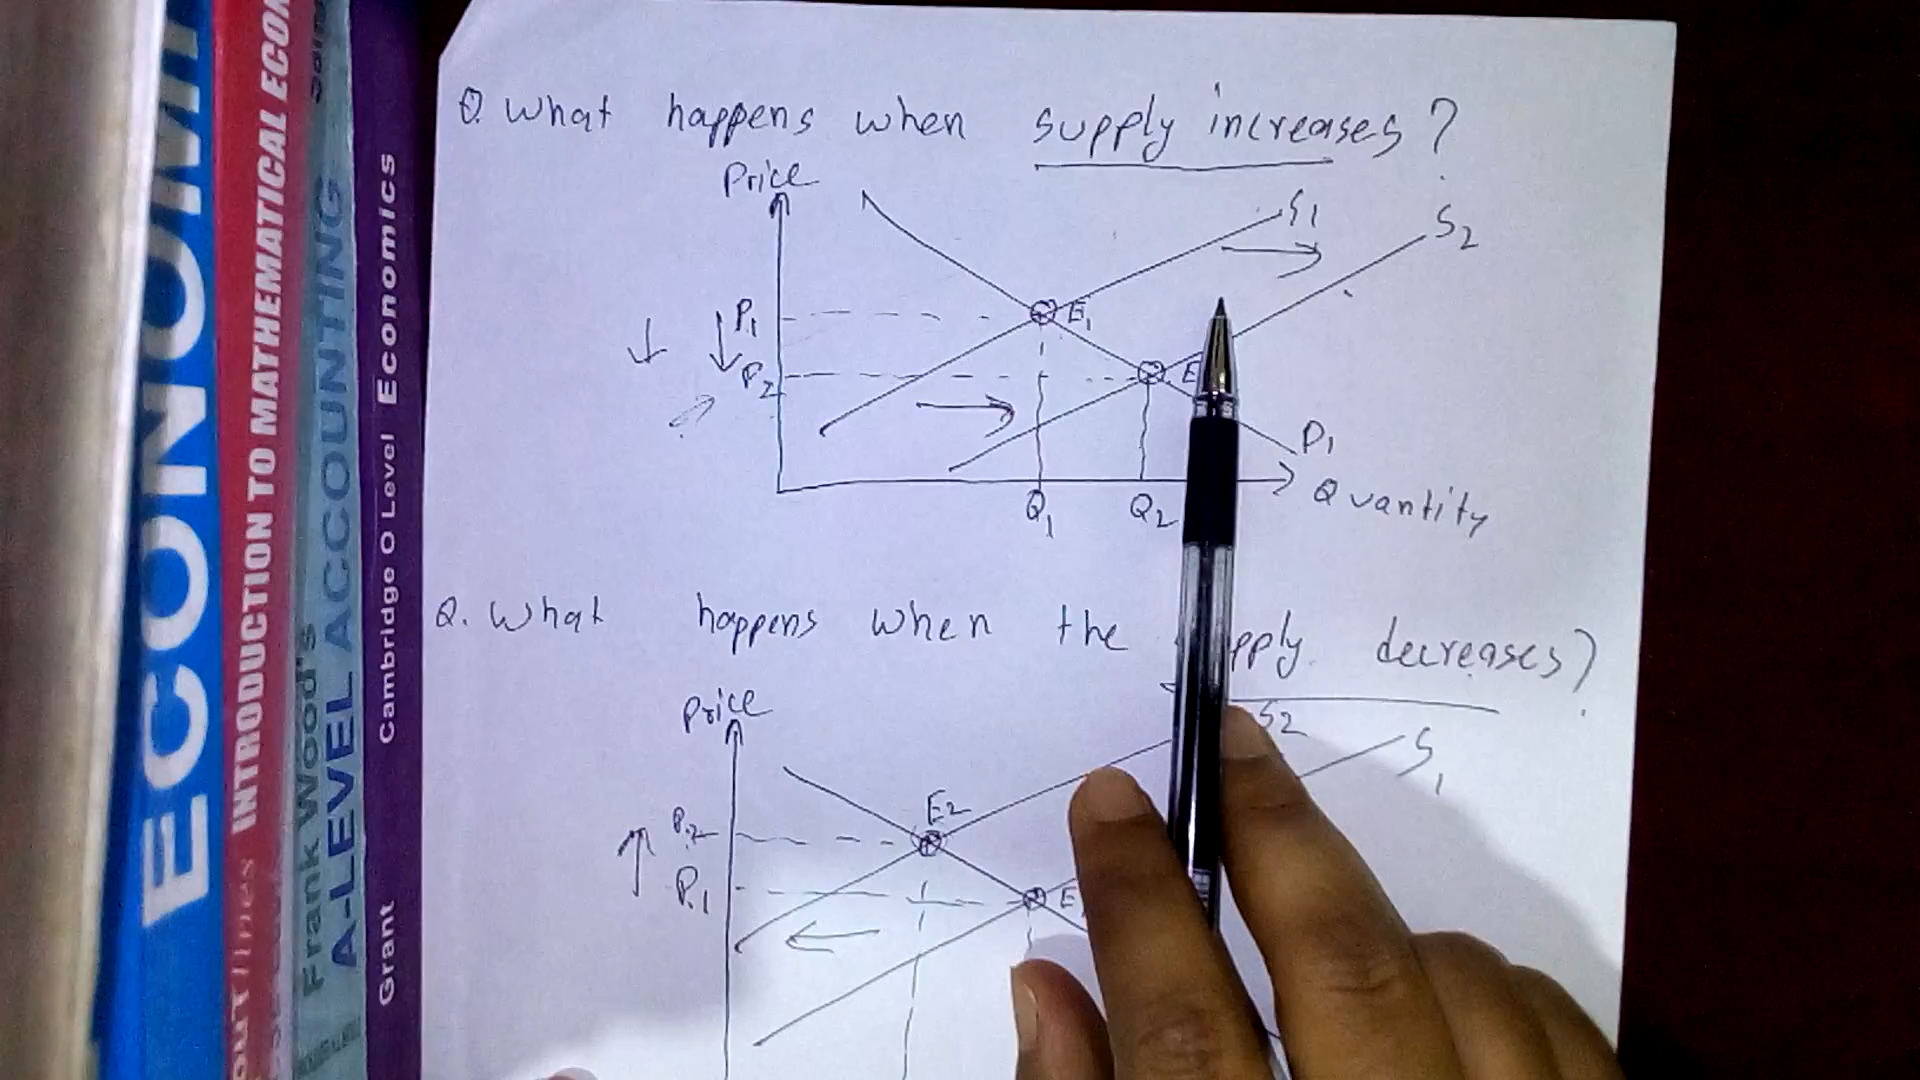 ECONOMI
INTRODUCTION TO MATHEMATICAL ECON
Frank Wood's
A-LEVEL ACCOUNTING
Grant
Cambridge O Level Economics
Q. What happens when supply increases?
Price
S1
S2
P1
E1
P2
E
D1
Quantity
Q1
Q2
Q. What happens when the pply decreases?
Price
S2
S1
E2
P2
P1
E